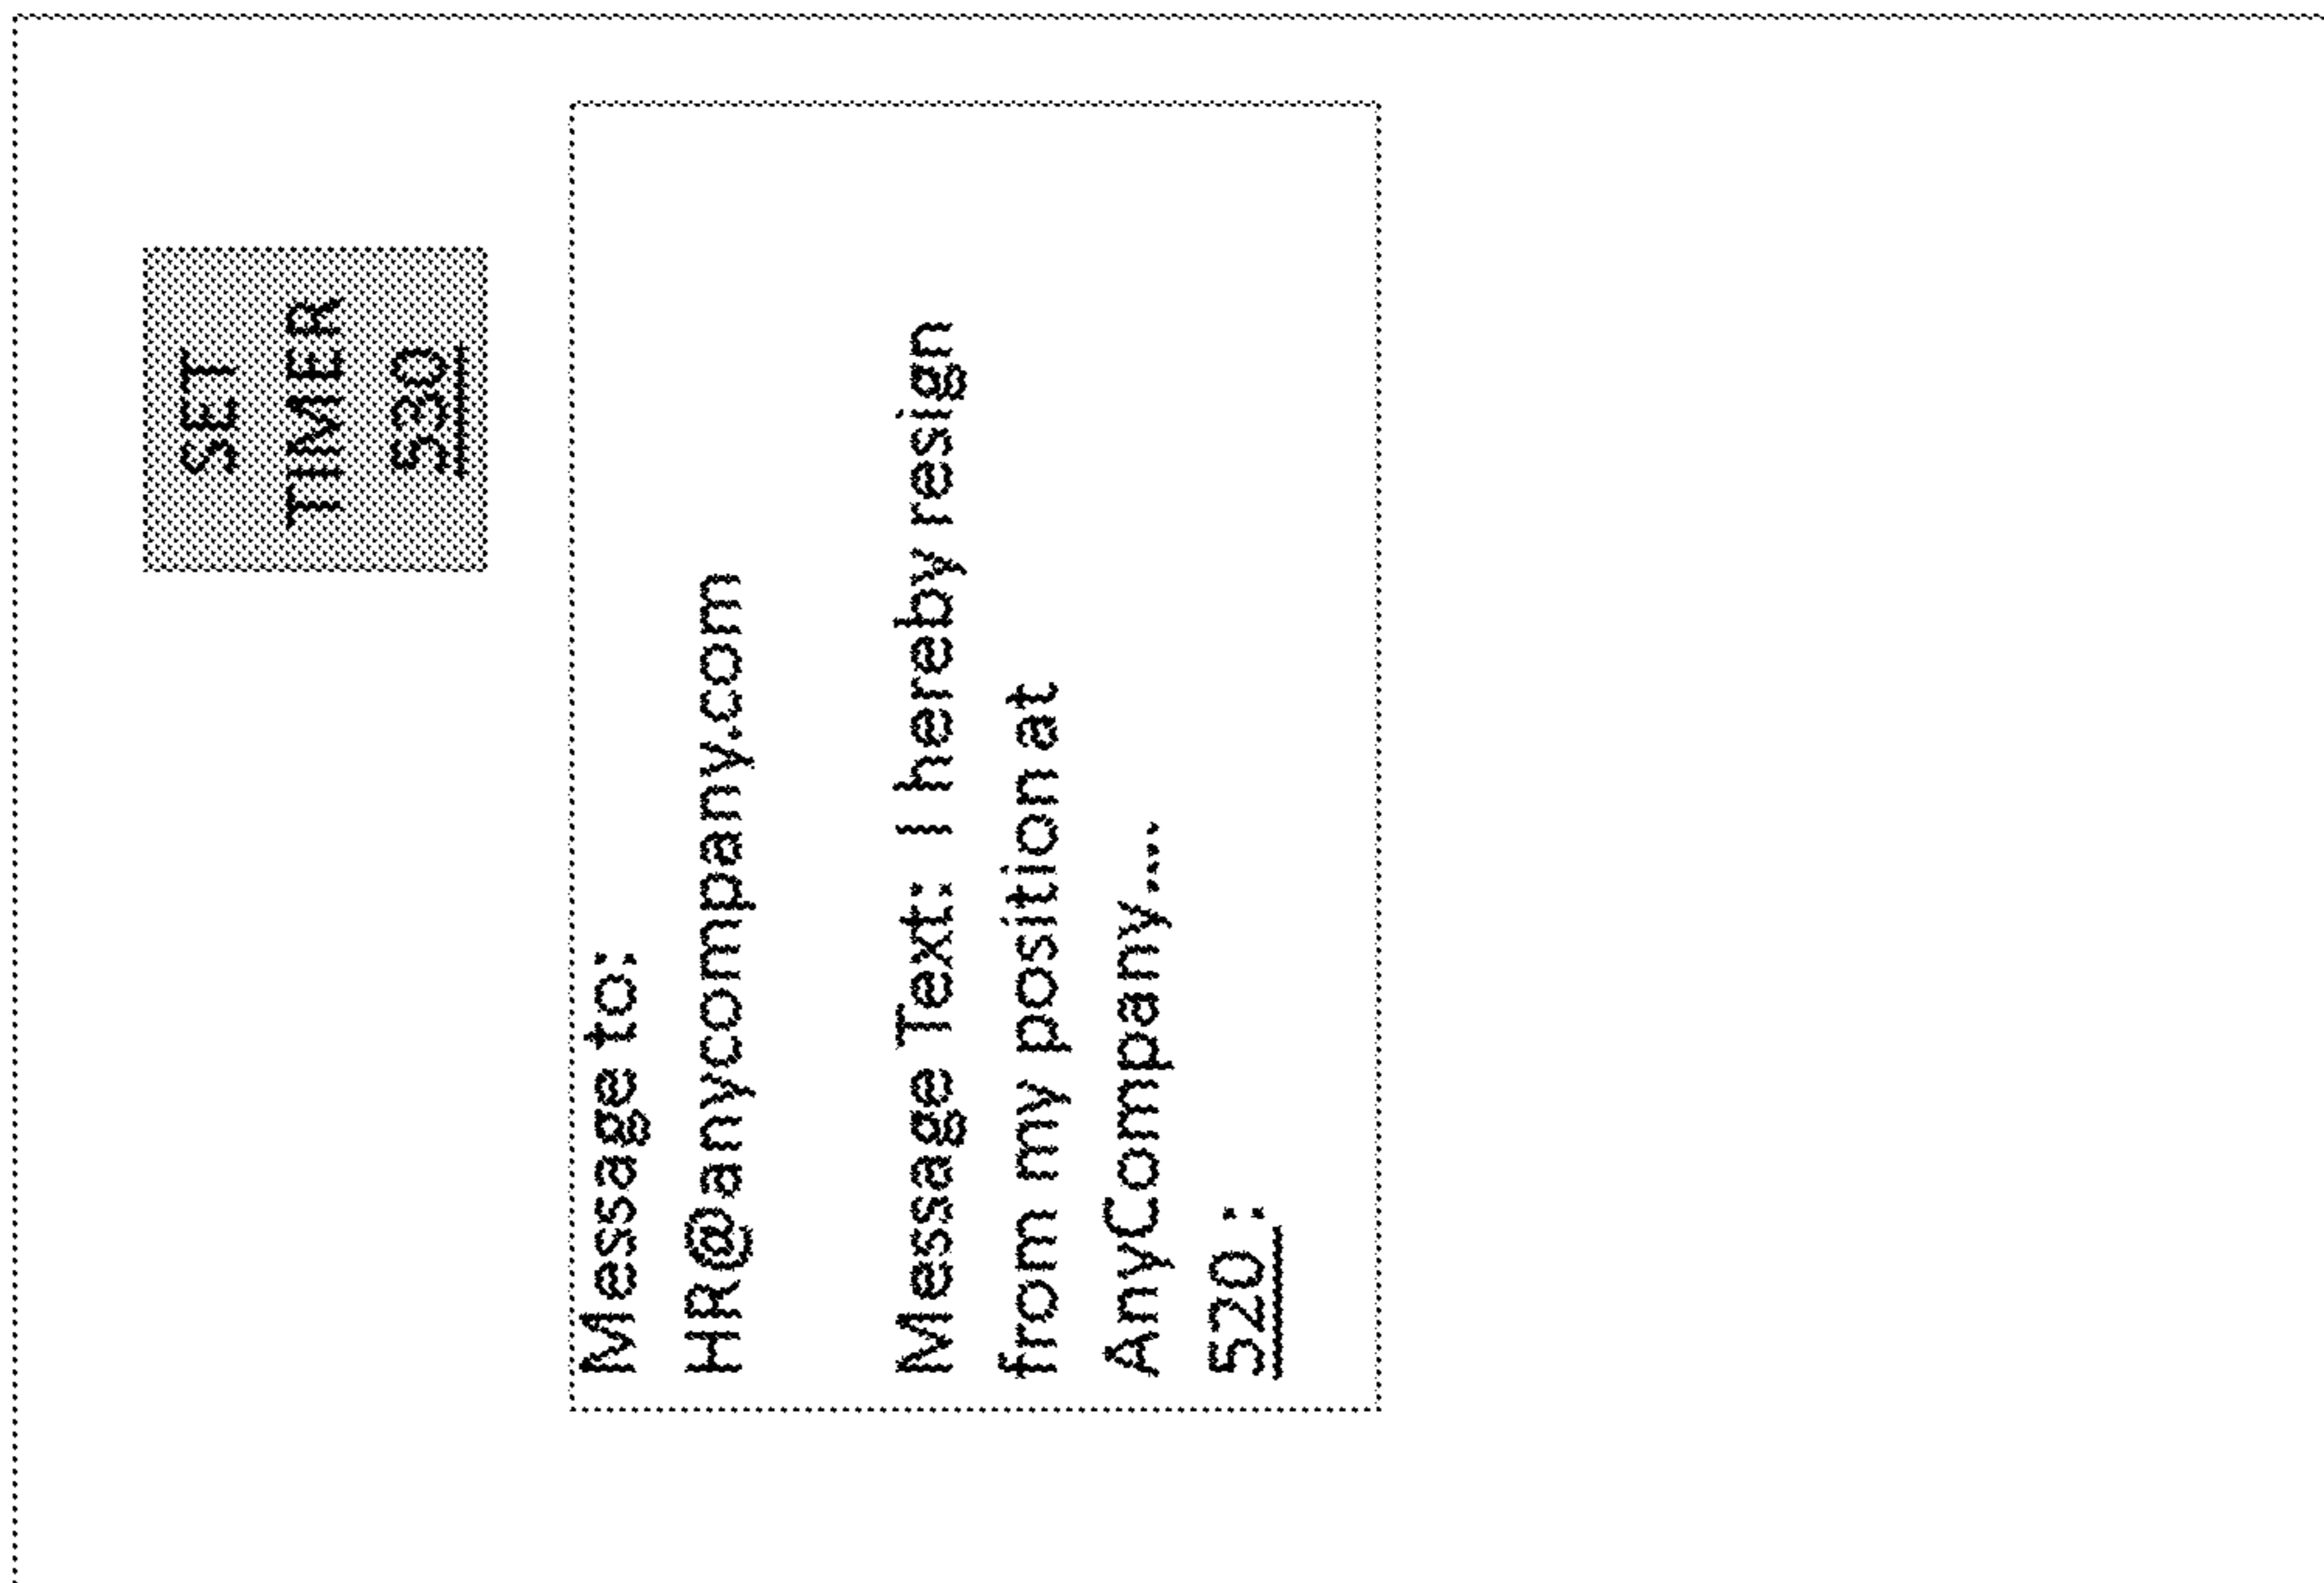 SET
TIMER
530
Message to:
HR@anycompany.com
Message Text: I hereby resign
from my position at
AnyCompany...
520 :